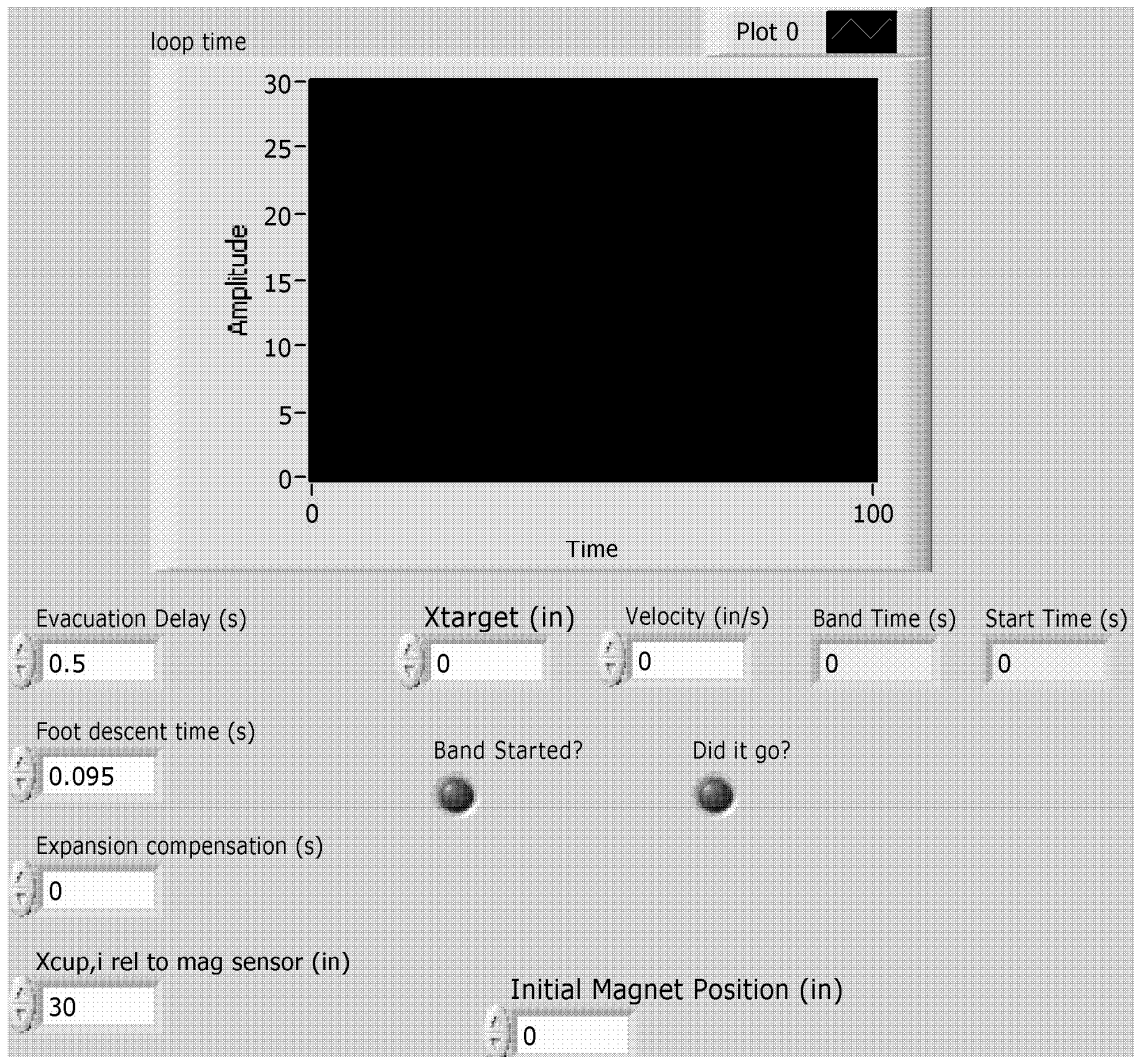 loop time
Plot 0
30
25
20
15
10
5
0
Amplitude
0
100
Time
Evacuation Delay (s)
0.5
Xtarget (in)
0
Velocity (in/s)
0
Band Time (s)
0
Start Time (s)
0
Foot descent time (s)
0.095
Band Started?
Did it go?
Expansion compensation (s)
0
Xcup,i rel to mag sensor (in)
30
Initial Magnet Position (in)
0